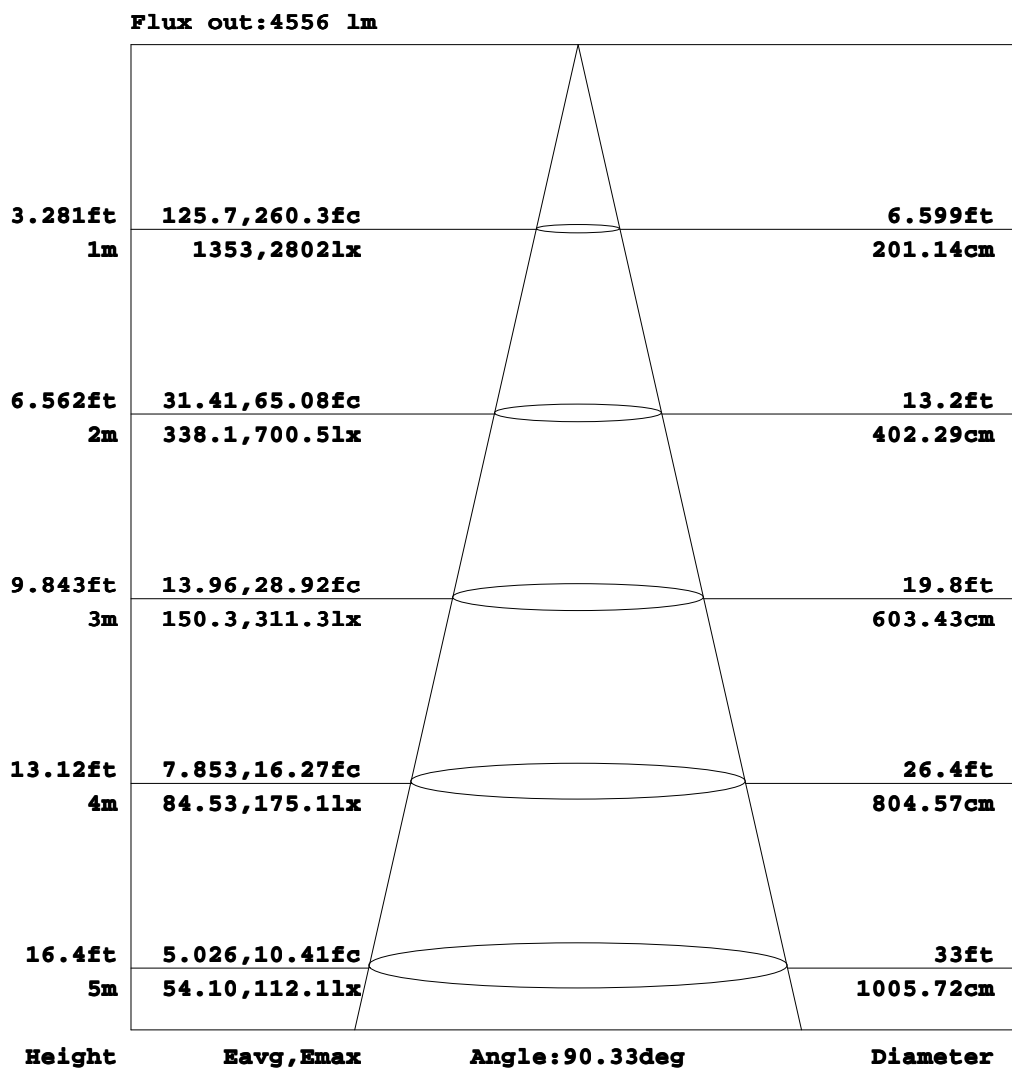 Flux out:4556 lm
3.281ft 125.7,260.3fc 6.599ft
1m 1353,2802lx 201.14cm
6.562ft 31.41,65.08fc 13.2ft
2m 338.1,700.5lx 402.29cm
9.843ft 13.96,28.92fc 19.8ft
3m 150.3,311.3lx 603.43cm
13.12ft 7.853,16.27fc 26.4ft
4m 84.53,175.1lx 804.57cm
16.4ft 5.026,10.41fc 33ft
5m 54.10,112.1lx 1005.72cm
Height Eavg,Emax Angle:90.33deg Diameter